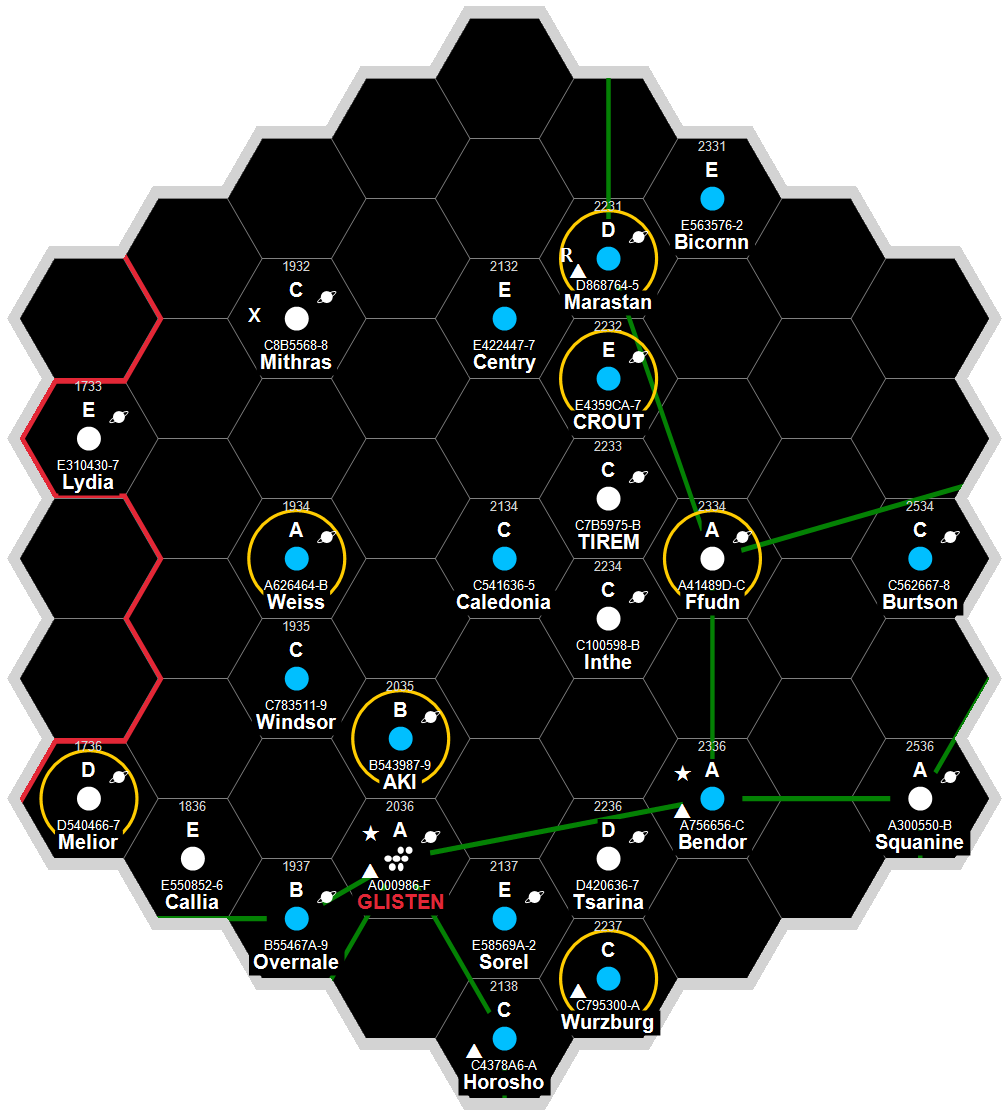 2331
E
E563576-2
Bicornn
2231
D
R
D868764-5
Marastan
1932
C
X
C8B5568-8
Mithras
2132
E
E422447-7
Centry
2232
E
E4359CA-7
CROUT
1733
E
E310430-7
Lydia
2233
C
C7B5975-B
TIREM
1934
A
A626464-B
Weiss
2134
C
C541636-5
Caledonia
2334
A
A41489D-C
Ffudn
2534
C
C562667-8
Burtson
2234
C
C100598-B
Inthe
1935
C
C783511-9
Windsor
2035
B
B543987-9
AKI
1736
D
D540466-7
Melior
2336
A
A756656-C
Bendor
2536
A
A300550-B
Squanine
1836
E
E550852-6
Callia
2036
A
A000986-F
GLISTEN
2236
D
D420636-7
Tsarina
1937
B
B55467A-9
Overnale
2137
E
E58569A-2
Sorel
2237
C
C795300-A
Wurzburg
2138
C
C4378A6-A
Horosho